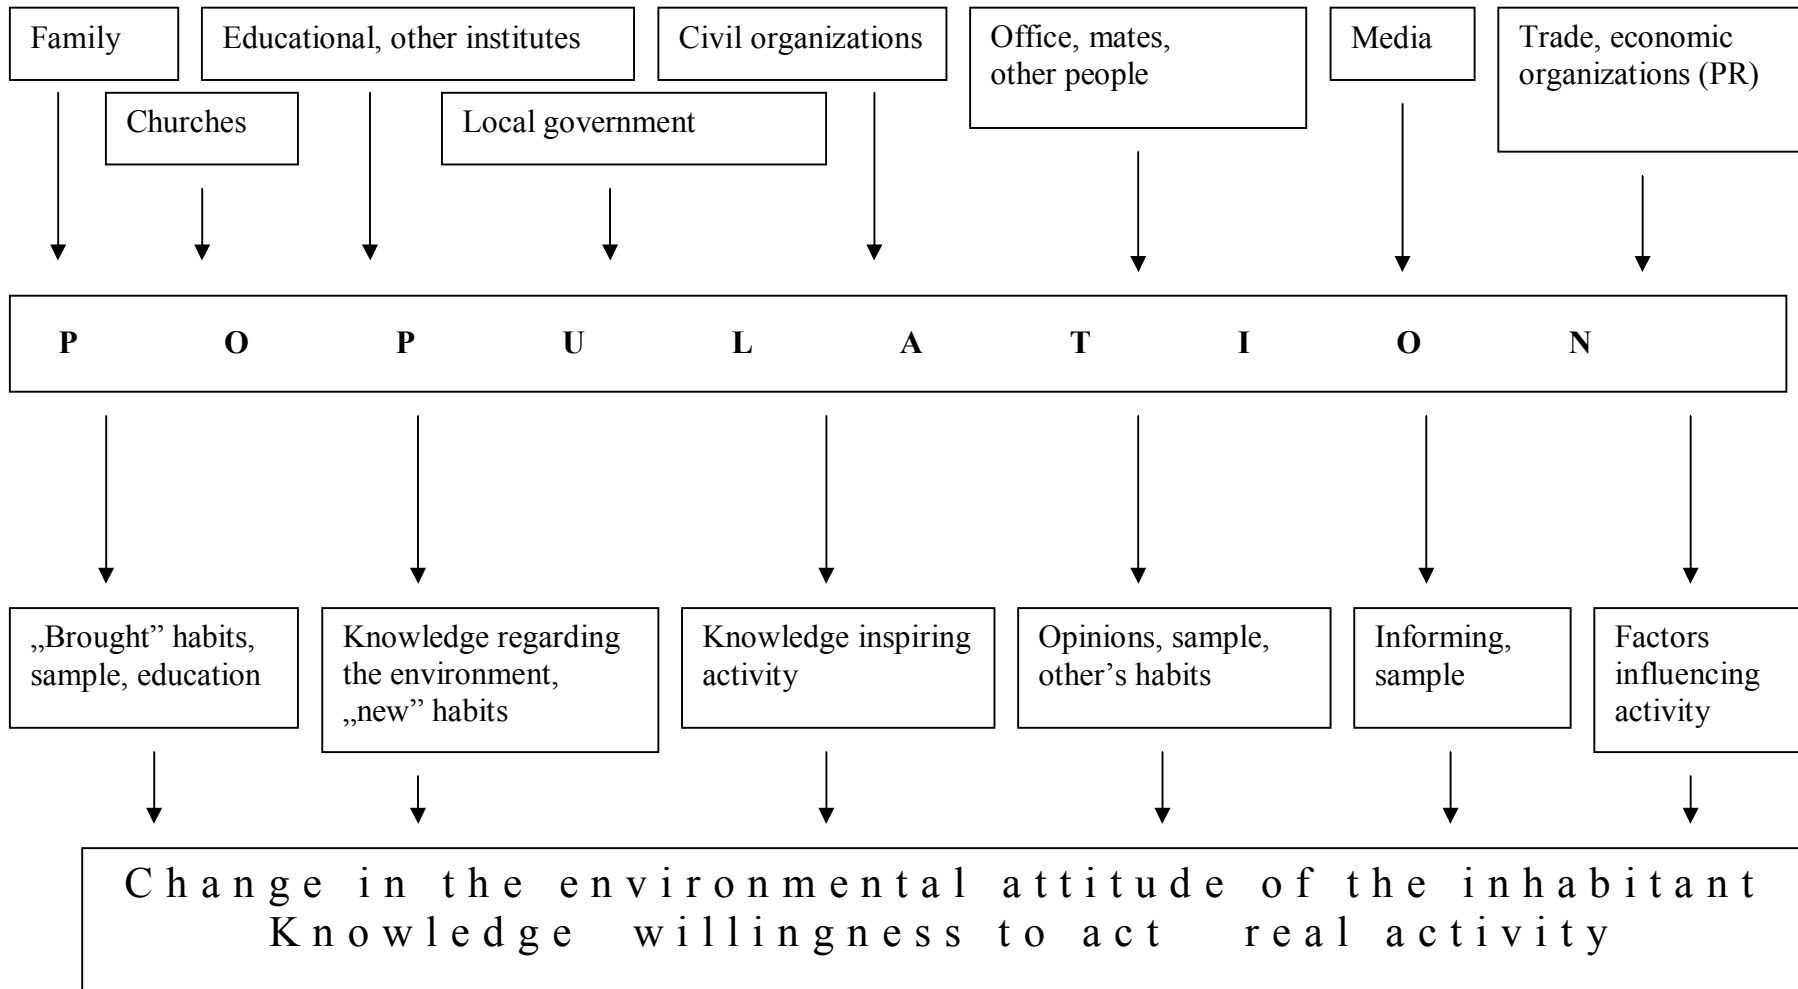 Family
Educational, other institutes
Civil organizations
Office, mates,
other people
Media
Trade, economic
organizations (PR)
Churches
Local government
P O P U L A T I O N
„Brought” habits,
sample, education
Knowledge regarding
the environment,
„new” habits
Knowledge inspiring
activity
Opinions, sample,
other’s habits
Informing,
sample
Factors
influencing
activity
Change in the environmental attitude of the inhabitant
Knowledge willingness to act real activity